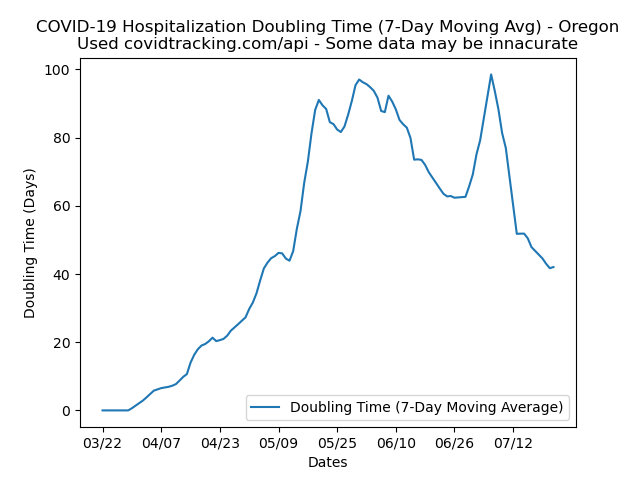 COVID-19 Hospitalization Doubling Time (7-Day Moving Avg) - Oregon
Used covidtracking.com/api - Some data may be innacurate
100
80
60
40
20
0
Doubling Time (Days)
Doubling Time (7-Day Moving Average)
03/22 04/07 04/23 05/09 05/25 06/10 06/26 07/12
Dates